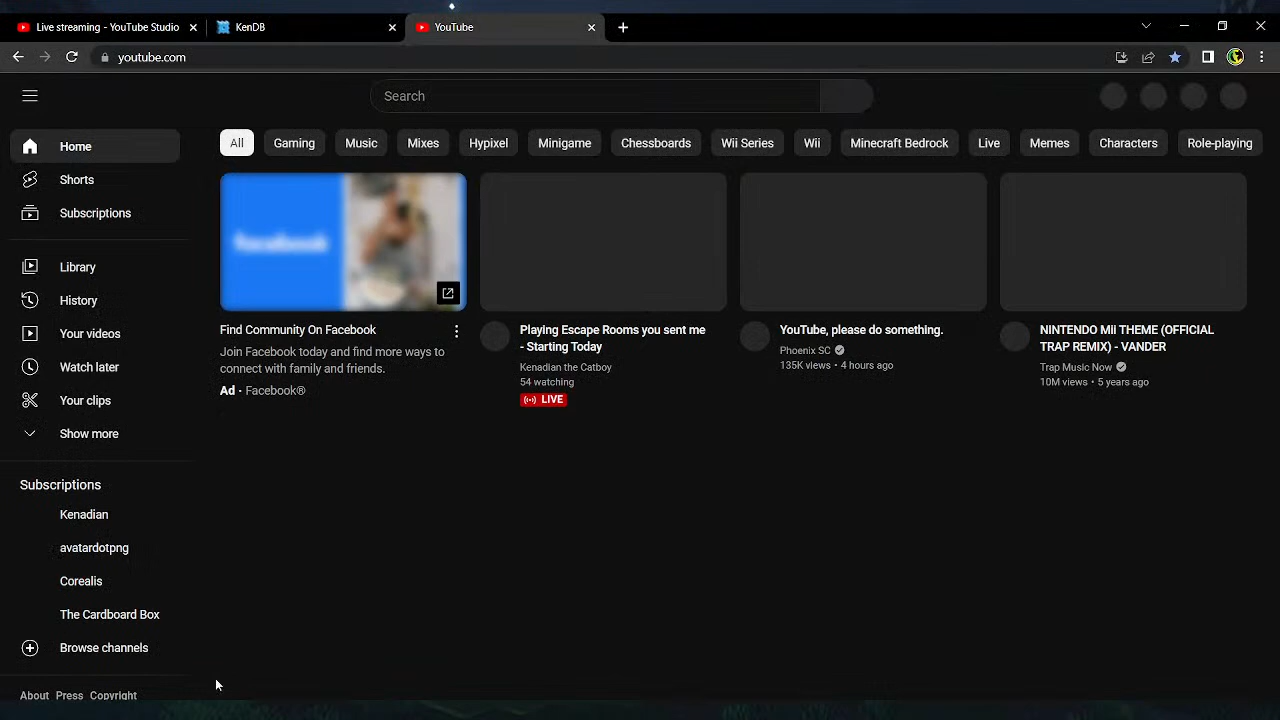 Live streaming - YouTube Studio
KenDB
YouTube
youtube.com
Search
Home
Shorts
Subscriptions
Library
History
Your videos
Watch later
Your clips
Show more
Subscriptions
Kenadian
avatardotpng
Corealis
The Cardboard Box
Browse channels
About Press Copyright
All Gaming Music Mixes Hypixel Minigame Chessboards Wii Series Wii Minecraft Bedrock Live Memes Characters Role-playing
facebook
Find Community On Facebook
Join Facebook today and find more ways to
connect with family and friends.
Ad · Facebook®
Playing Escape Rooms you sent me
- Starting Today
Kenadian the Catboy
54 watching
LIVE
YouTube, please do something.
Phoenix SC
135K views • 4 hours ago
NINTENDO Mii THEME (OFFICIAL
TRAP REMIX) - VANDER
Trap Music Now
10M views • 5 years ago